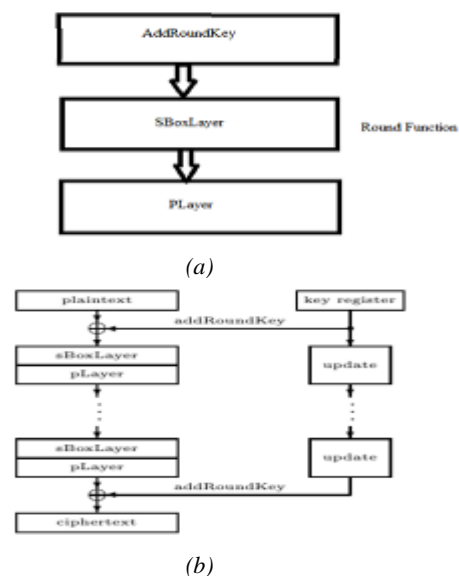 AddRoundKey
SBoxLayer
Round Function
PLayer
(a)
plaintext
key register
addRoundKey
sBoxLayer
pLayer
update
sBoxLayer
pLayer
update
addRoundKey
ciphertext
(b)